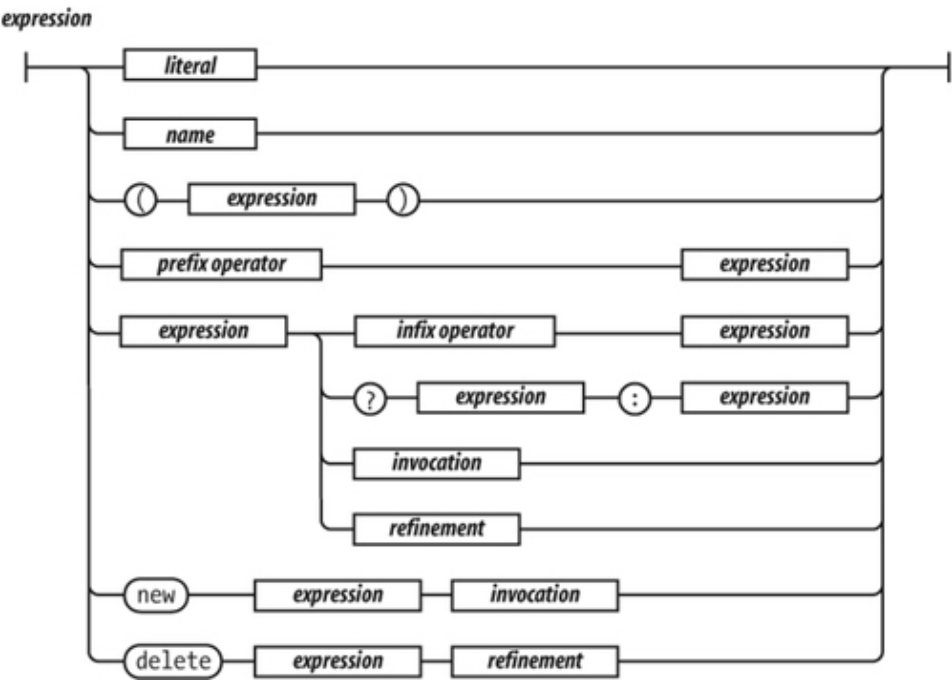 expression
literal
name
( expression )
prefix operator expression
expression infix operator expression
? expression : expression
invocation
refinement
new expression invocation
delete expression refinement